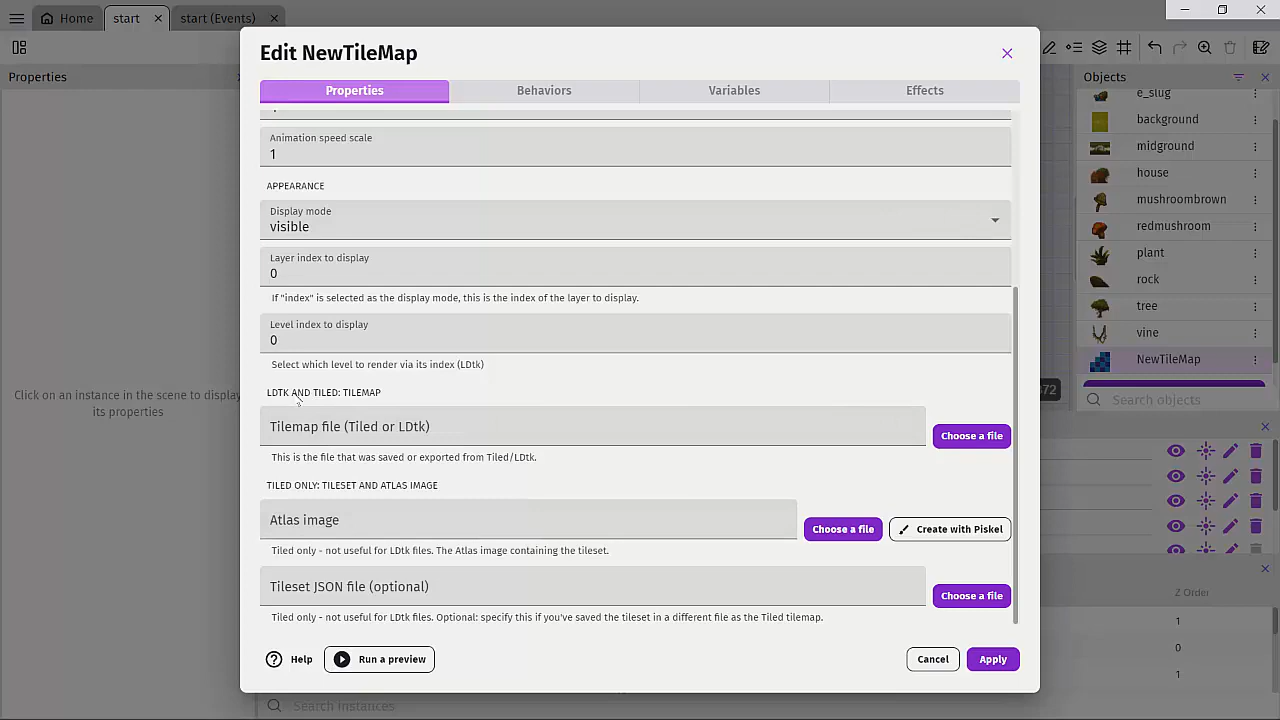 Home
start
start (Events)
Properties
Click on an instance in the scene to display
its properties
Edit NewTileMap
Properties
Behaviors
Variables
Effects
Animation speed scale
1
APPEARANCE
Display mode
visible
Layer index to display
0
If "index" is selected as the display mode, this is the index of the layer to display.
Level index to display
0
Select which level to render via its index (LDtk)
LDTK AND TILED: TILEMAP
Tilemap file (Tiled or LDtk)
Choose a file
This is the file that was saved or exported from Tiled/LDtk.
TILED ONLY: TILESET AND ATLAS IMAGE
Atlas image
Choose a file
Create with Piskel
Tiled only - not useful for LDtk files. The Atlas image containing the tileset.
Tileset JSON file (optional)
Choose a file
Tiled only - not useful for LDtk files. Optional: specify this if you've saved the tileset in a different file as the Tiled tilemap.
Help
Run a preview
Cancel
Apply
Search instances
Objects
e_slug
background
midground
house
mushroombrown
redmushroom
plant
rock
tree
vine
NewTileMap
Search objects
Z Order
1
0
1